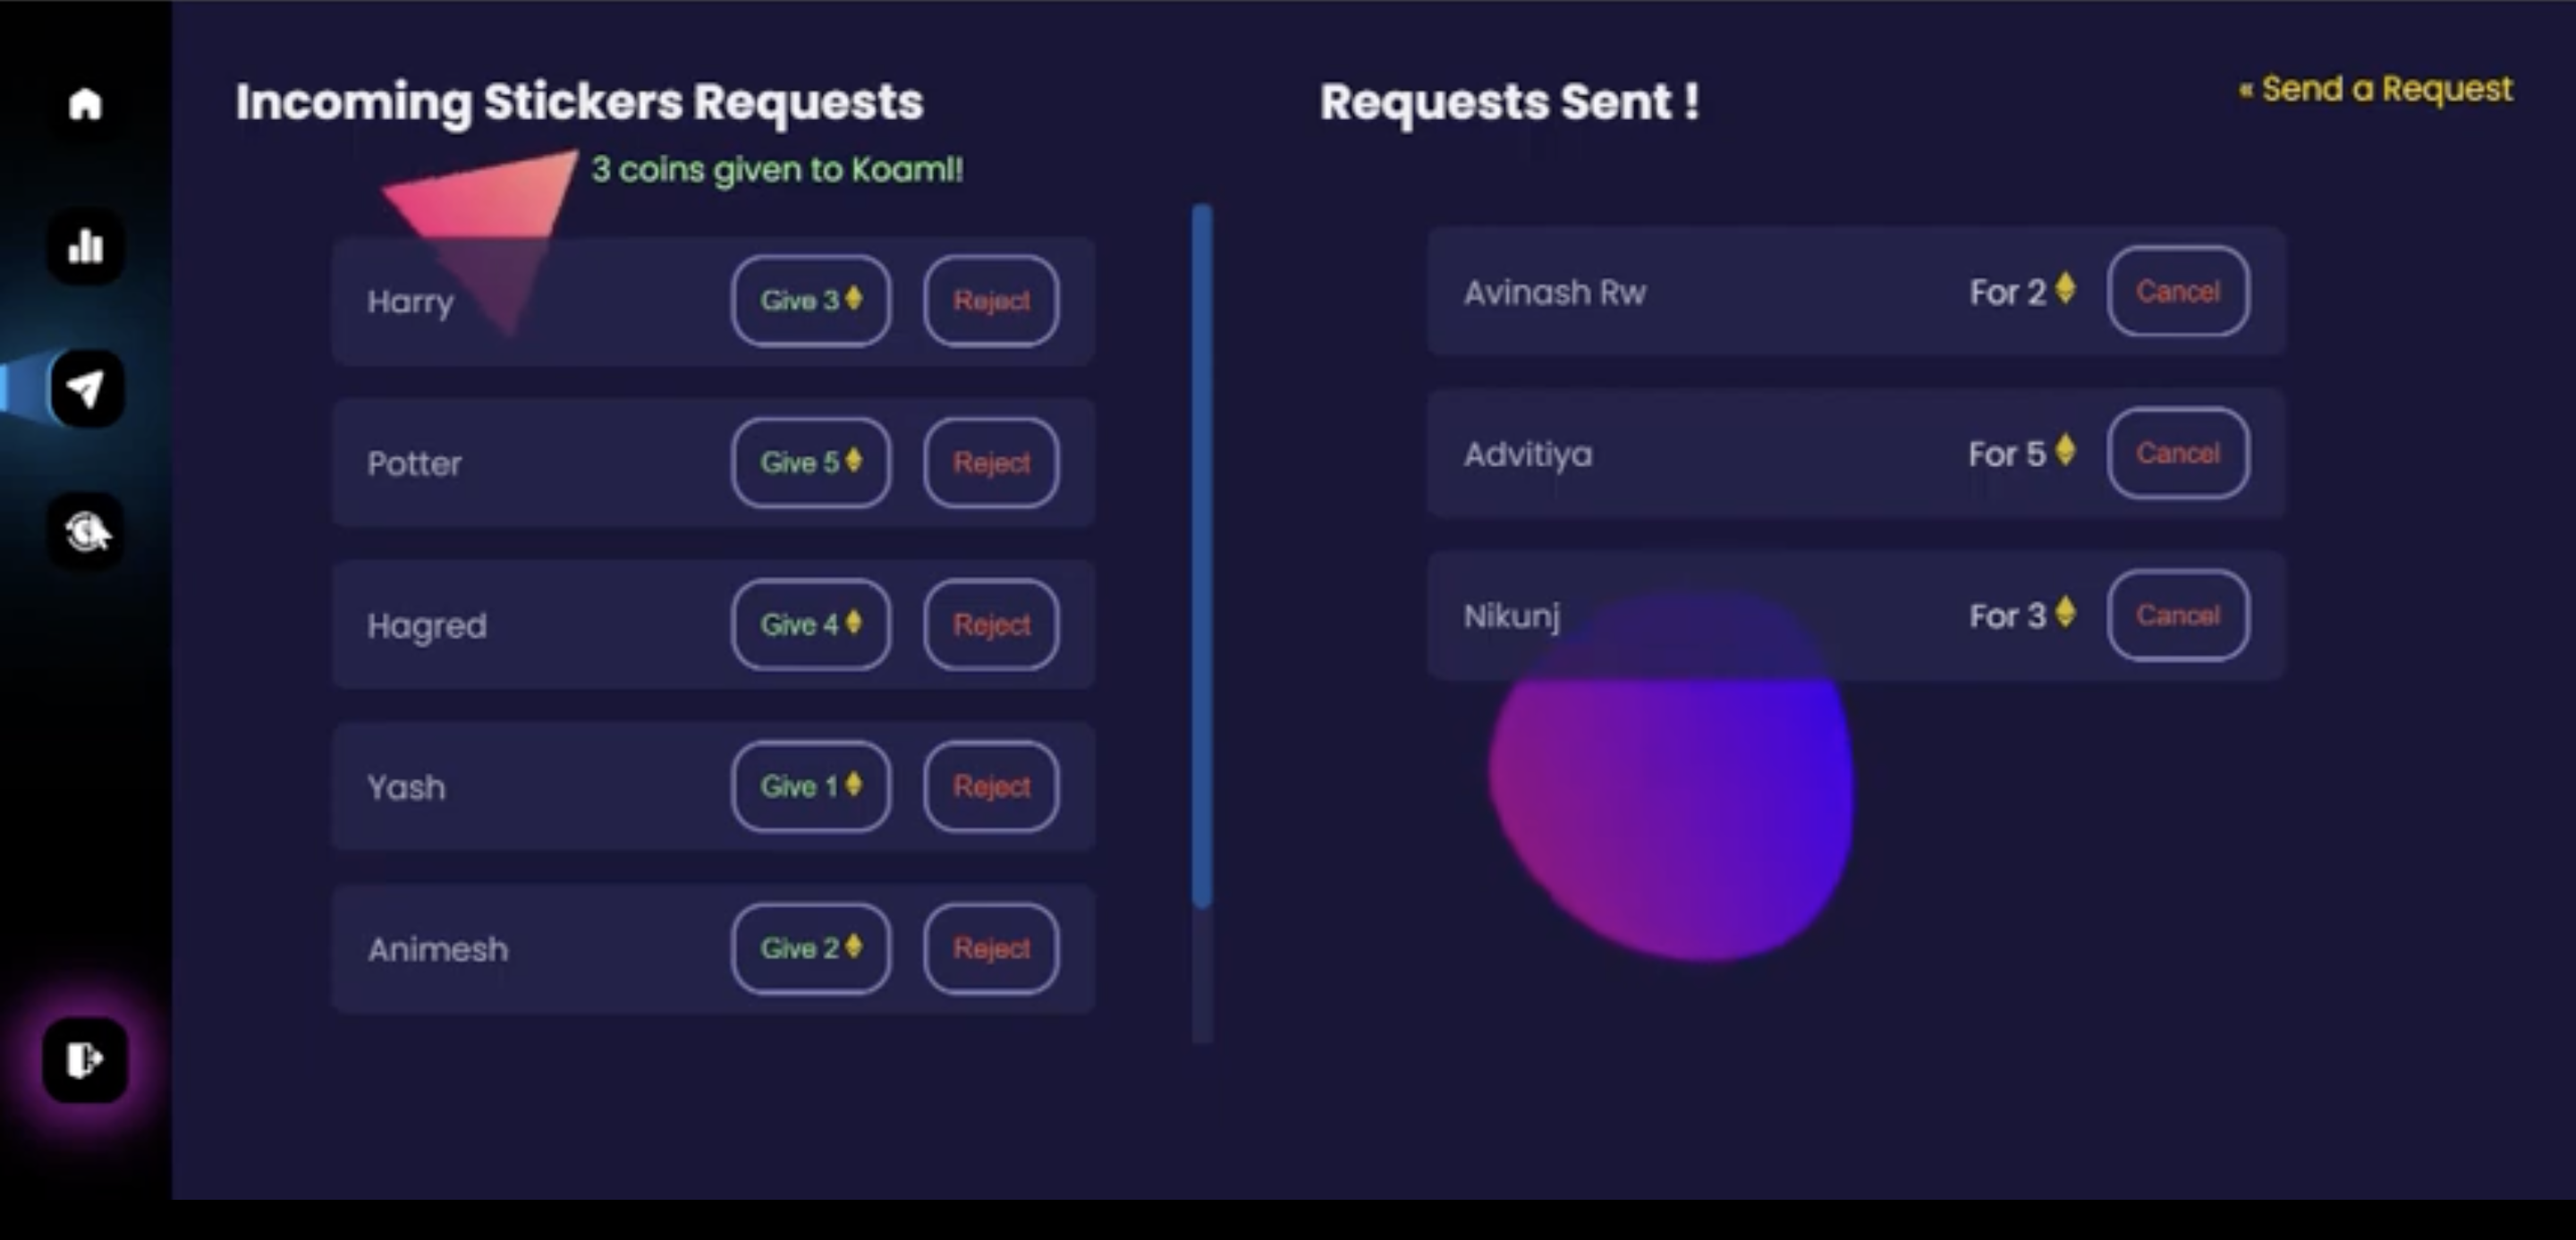 Incoming Stickers Requests
3 coins given to Koaml!
Harry Give 3 Reject
Potter Give 5 Reject
Hagred Give 4 Reject
Yash Give 1 Reject
Animesh Give 2 Reject
Requests Sent !
« Send a Request
Avinash Rw For 2 Cancel
Advitiya For 5 Cancel
Nikunj For 3 Cancel